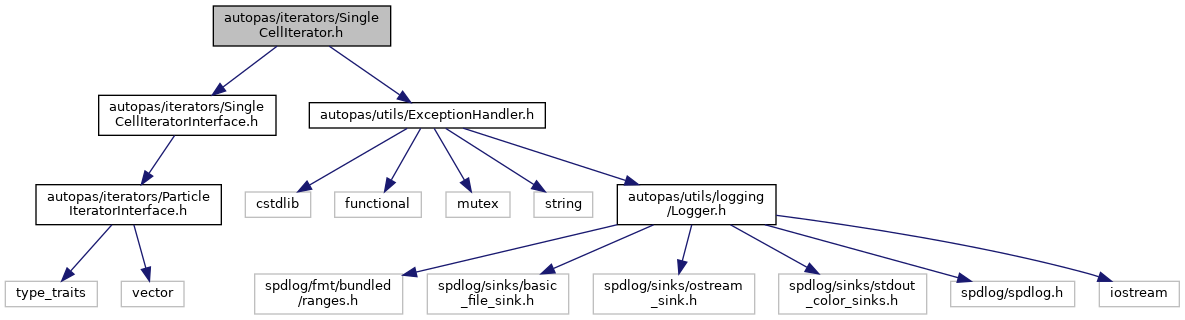 autopas/iterators/Single
CellIterator.h
autopas/iterators/Single
CellIteratorInterface.h
autopas/utils/ExceptionHandler.h
autopas/iterators/Particle
IteratorInterface.h
cstdlib
functional
mutex
string
autopas/utils/logging
/Logger.h
type_traits
vector
spdlog/fmt/bundled
/ranges.h
spdlog/sinks/basic
_file_sink.h
spdlog/sinks/ostream
_sink.h
spdlog/sinks/stdout
_color_sinks.h
spdlog/spdlog.h
iostream